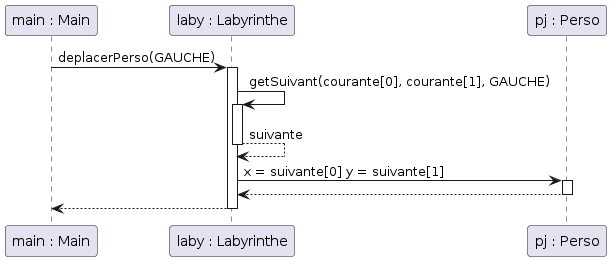 main : Main
laby : Labyrinthe
pj : Perso
deplacerPerso(GAUCHE)
getSuivant(courante[0], courante[1], GAUCHE)
suivante
x = suivante[0] y = suivante[1]
main : Main
laby : Labyrinthe
pj : Perso